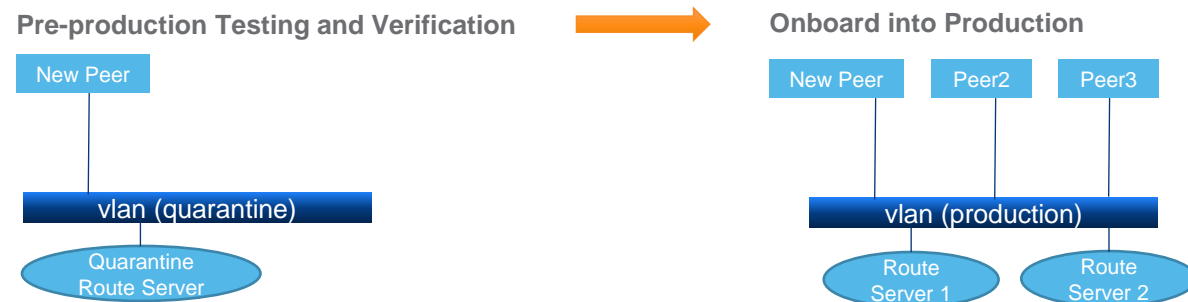 Pre-production Testing and Verification
New Peer
vlan (quarantine)
Quarantine
Route Server
Onboard into Production
New Peer
Peer2
Peer3
vlan (production)
Route
Server 1
Route
Server 2